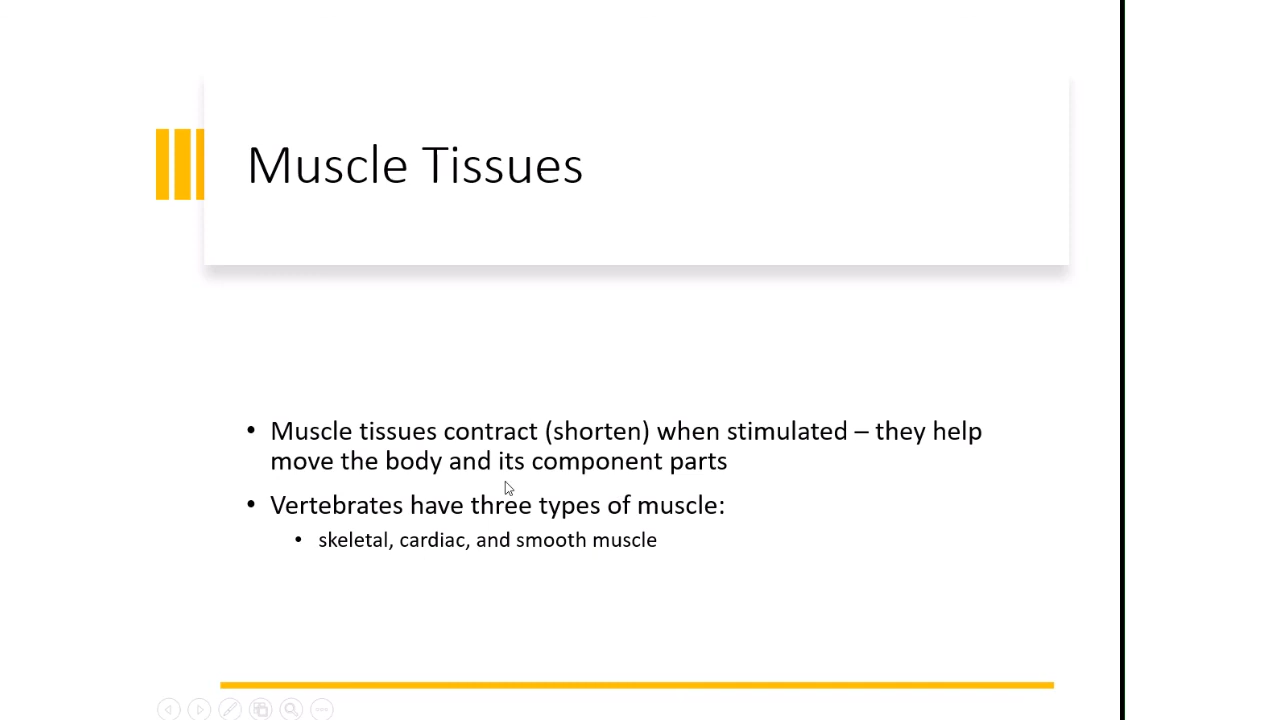 Muscle Tissues
• Muscle tissues contract (shorten) when stimulated – they help
move the body and its component parts
• Vertebrates have three types of muscle:
• skeletal, cardiac, and smooth muscle